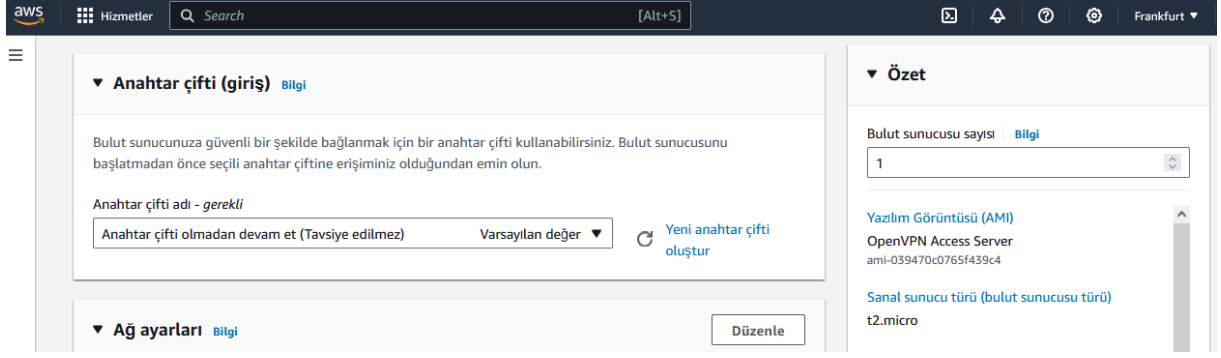 aws
Hizmetler
Search
[Alt+S]
Frankfurt
Anahtar çifti (giriş) Bilgi
Bulut sunucunuza güvenli bir şekilde bağlanmak için bir anahtar çifti kullanabilirsiniz. Bulut sunucusunu
başlatmadan önce seçili anahtar çiftine erişiminiz olduğundan emin olun.
Anahtar çifti adı - gerekli
Anahtar çifti olmadan devam et (Tavsiye edilmez) Varsayılan değer
Yeni anahtar çifti
oluştur
Ağ ayarları Bilgi
Düzenle
Özet
Bulut sunucusu sayısı Bilgi
1
Yazılım Görüntüsü (AMI)
OpenVPN Access Server
ami-039470c0765f439c4
Sanal sunucu türü (bulut sunucusu türü)
t2.micro